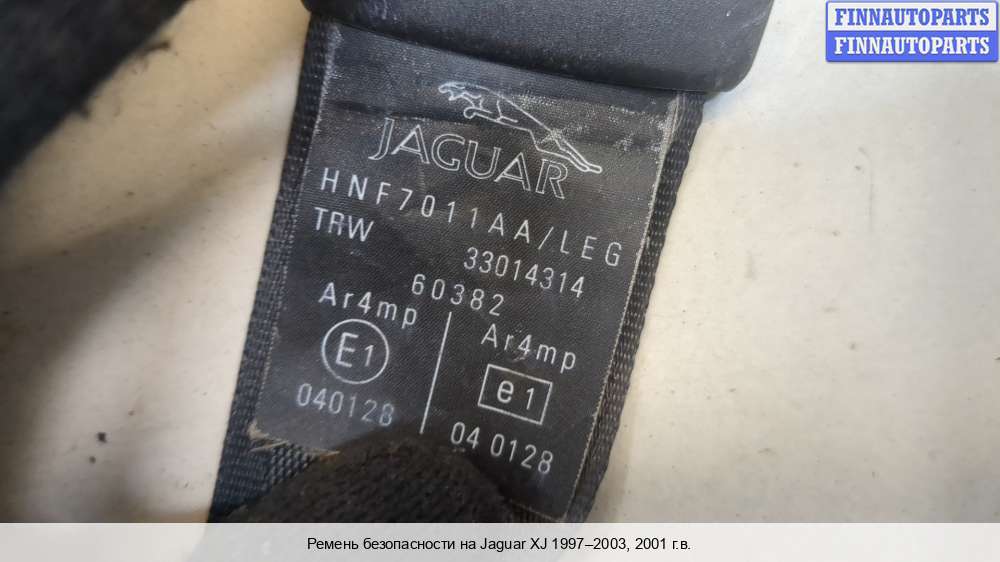 FINNAUTOPARTS
FINNAUTOPARTS
JAGUAR
HNF7011AA/LEG
TRW
33014314
60382
Ar4mp
E1
040128
Ar4mp
e1
04 0128
Ремень безопасности на Jaguar XJ 1997–2003, 2001 г.в.